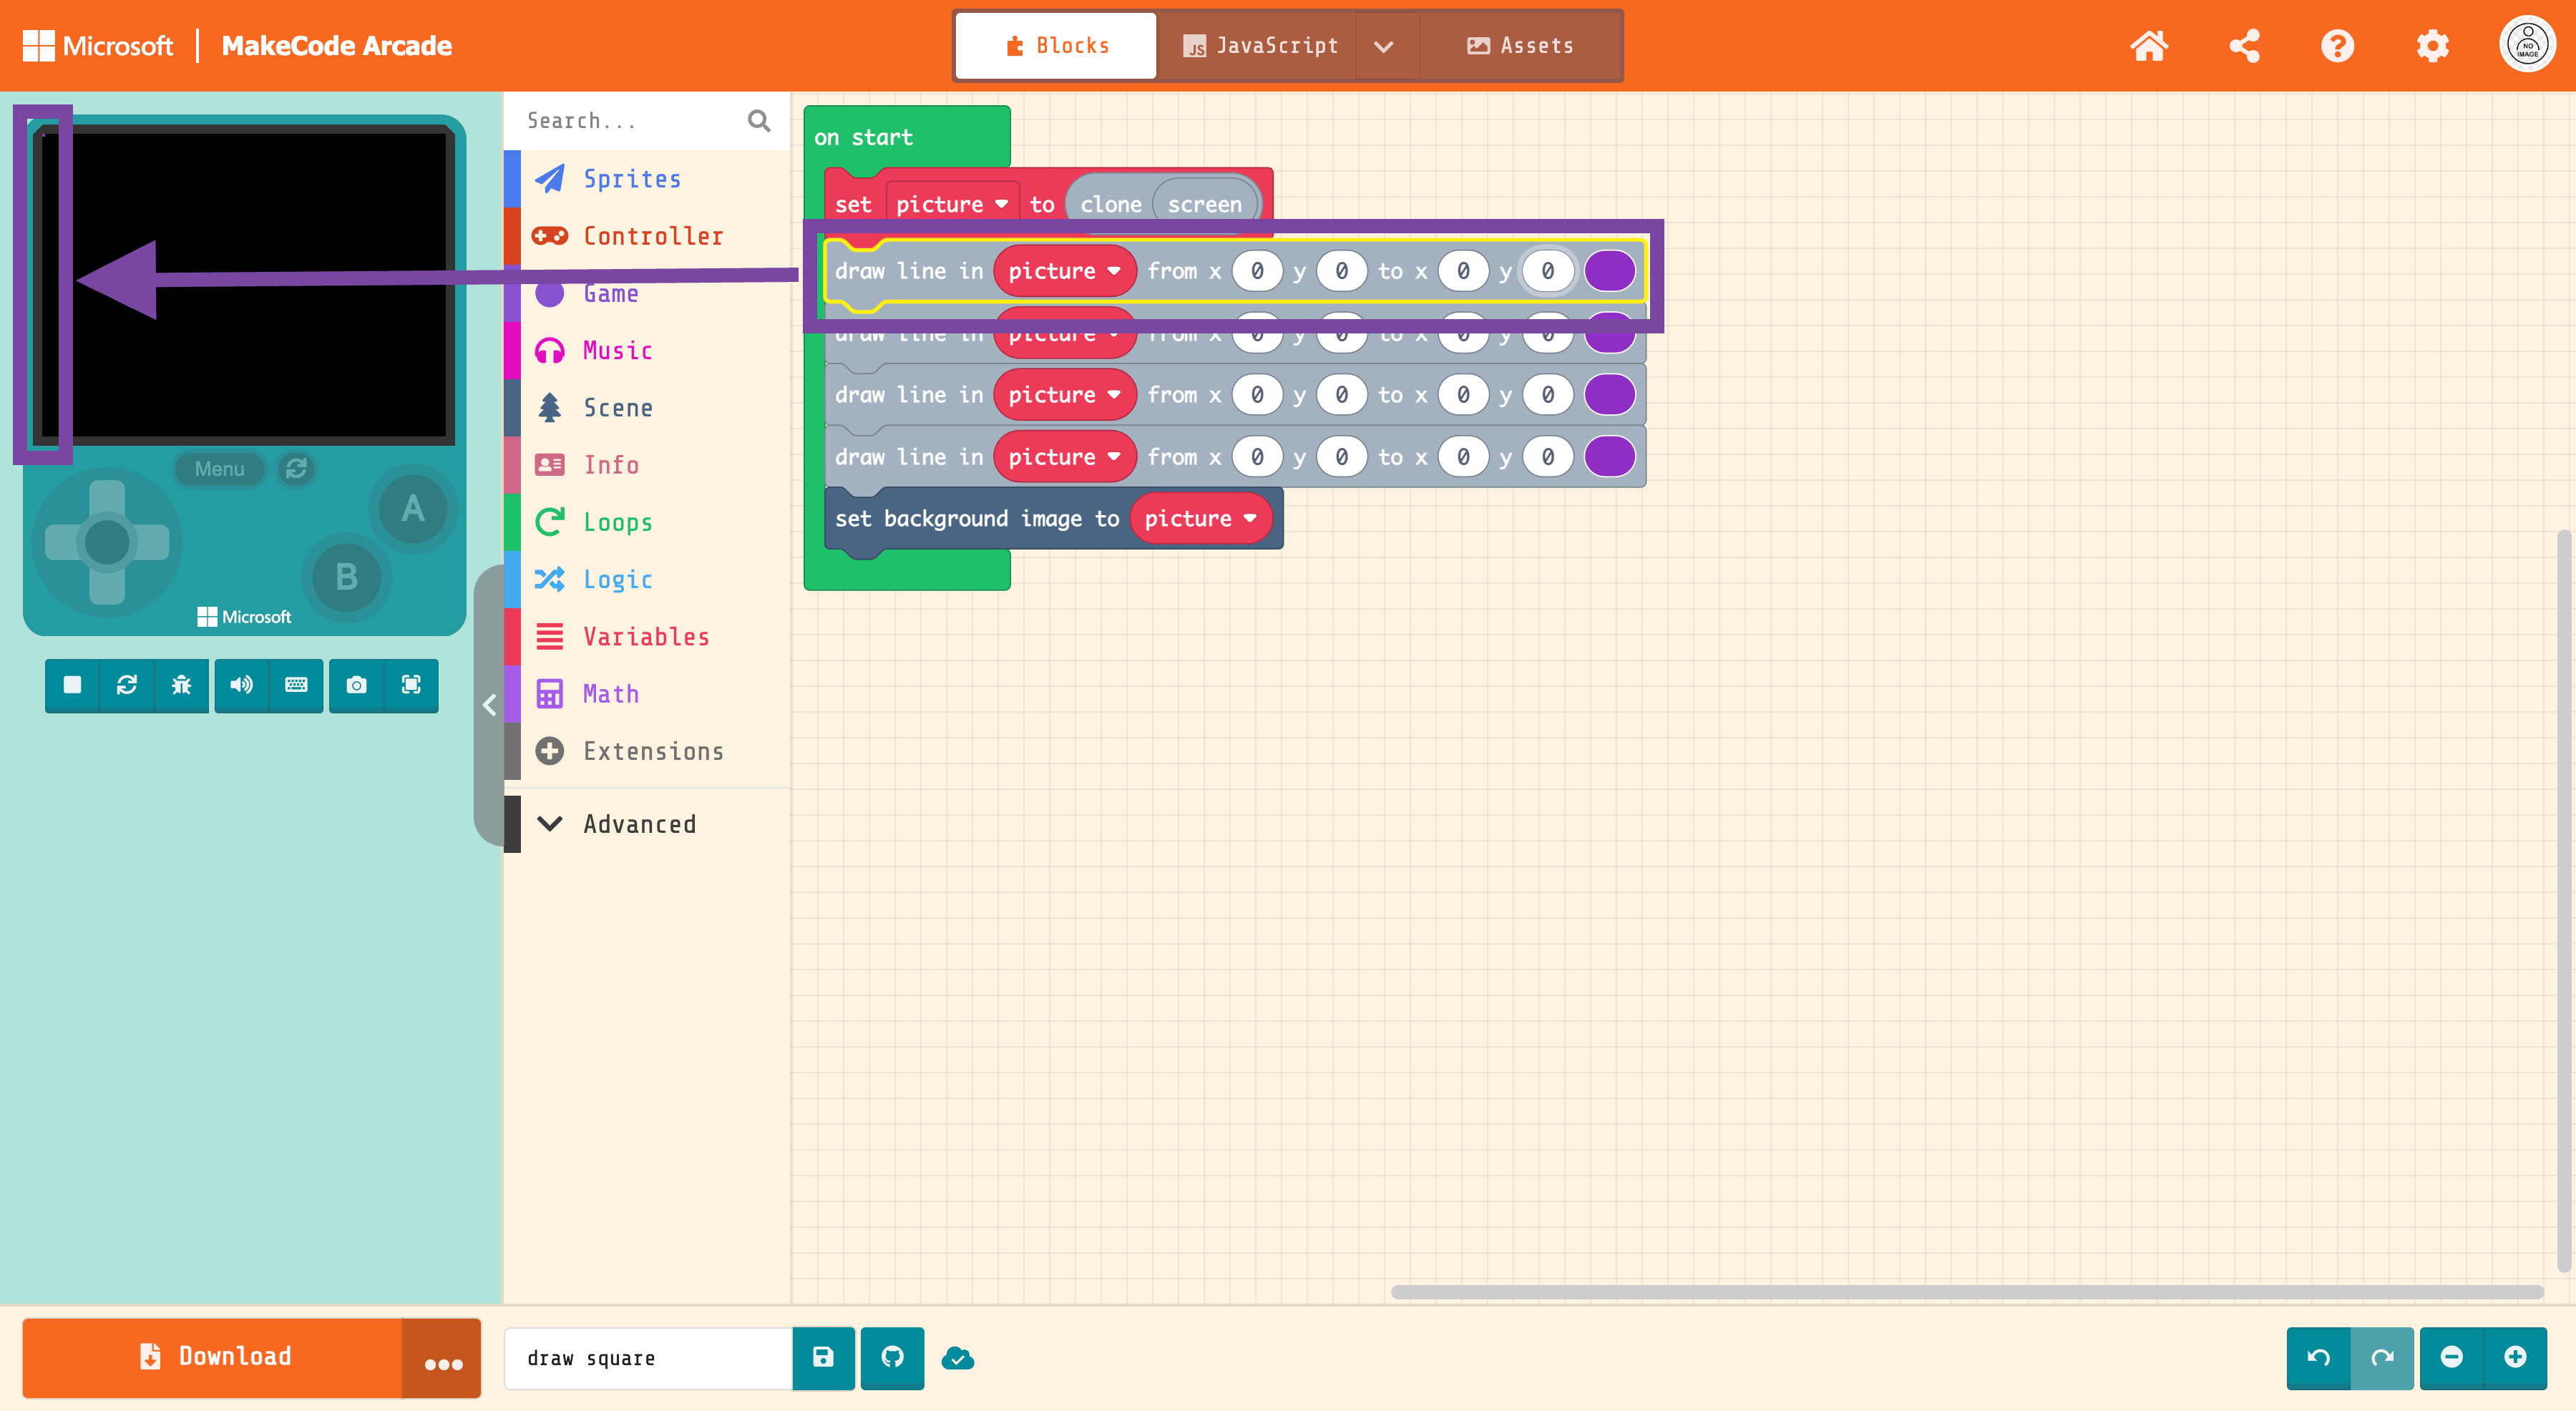 Microsoft | MakeCode Arcade
Blocks
JS JavaScript
Assets
NO IMAGE
Menu
A
B
Microsoft
Search...
Sprites
Controller
Game
Music
Scene
Info
Loops
Logic
Variables
Math
Extensions
Advanced
on start
set picture to clone screen
draw line in picture from x 0 y 0 to x 0 y 0
draw line in picture from x 0 y 0 to x 0 y 0
draw line in picture from x 0 y 0 to x 0 y 0
draw line in picture from x 0 y 0 to x 0 y 0
set background image to picture
Download
draw square